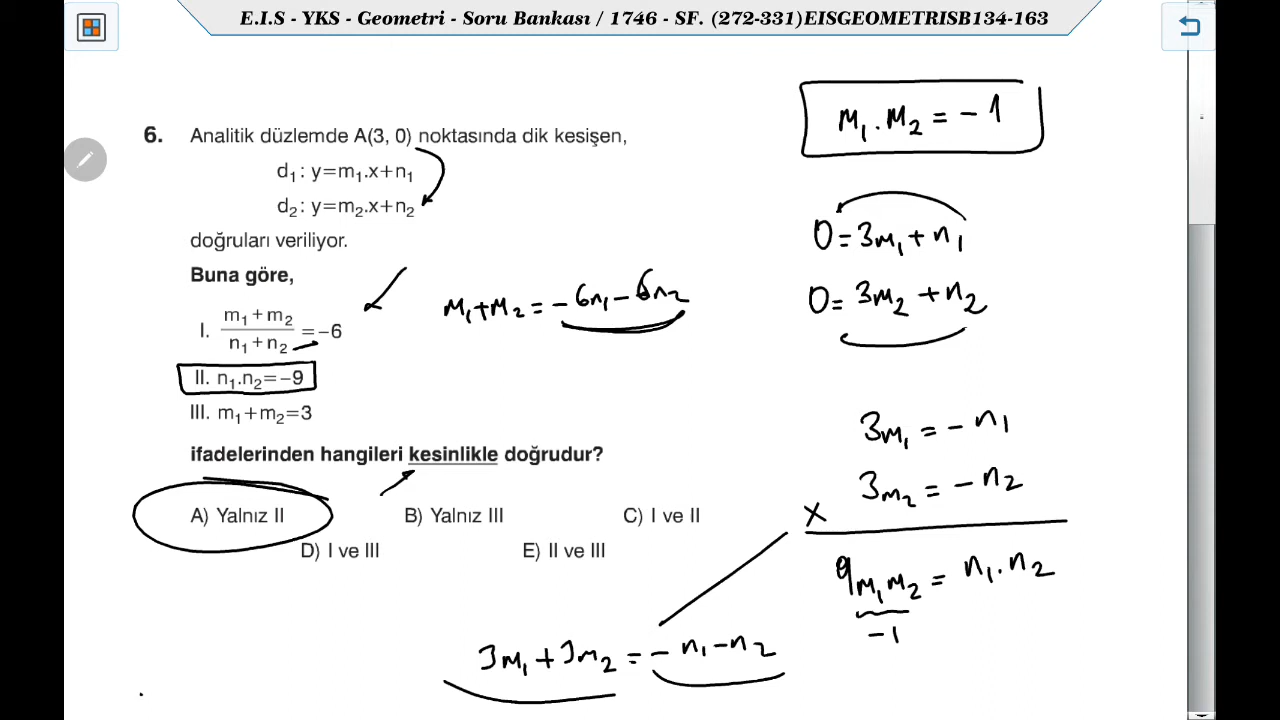 E.I.S - YKS - Geometri - Soru Bankası / 1746 - SF. (272-331)EISGEOMETRISB134-163
6. Analitik düzlemde A(3, 0) noktasında dik kesişen,
d₁ : y=m₁.x+n₁
d₂ : y=m₂.x+n₂
doğruları veriliyor.
Buna göre,
I. (m₁+m₂)/(n₁+n₂) = −6
II. n₁.n₂=−9
III. m₁+m₂=3
ifadelerinden hangileri kesinlikle doğrudur?
A) Yalnız II B) Yalnız III C) I ve II
D) I ve III E) II ve III
m₁+m₂ = −6n₁−6n₂
m₁.m₂ = −1
0=3m₁+n₁
0=3m₂+n₂
3m₁ = −n₁
3m₂ = −n₂
x
9m₁m₂ = n₁.n₂
−1
3m₁+3m₂ = −n₁−n₂